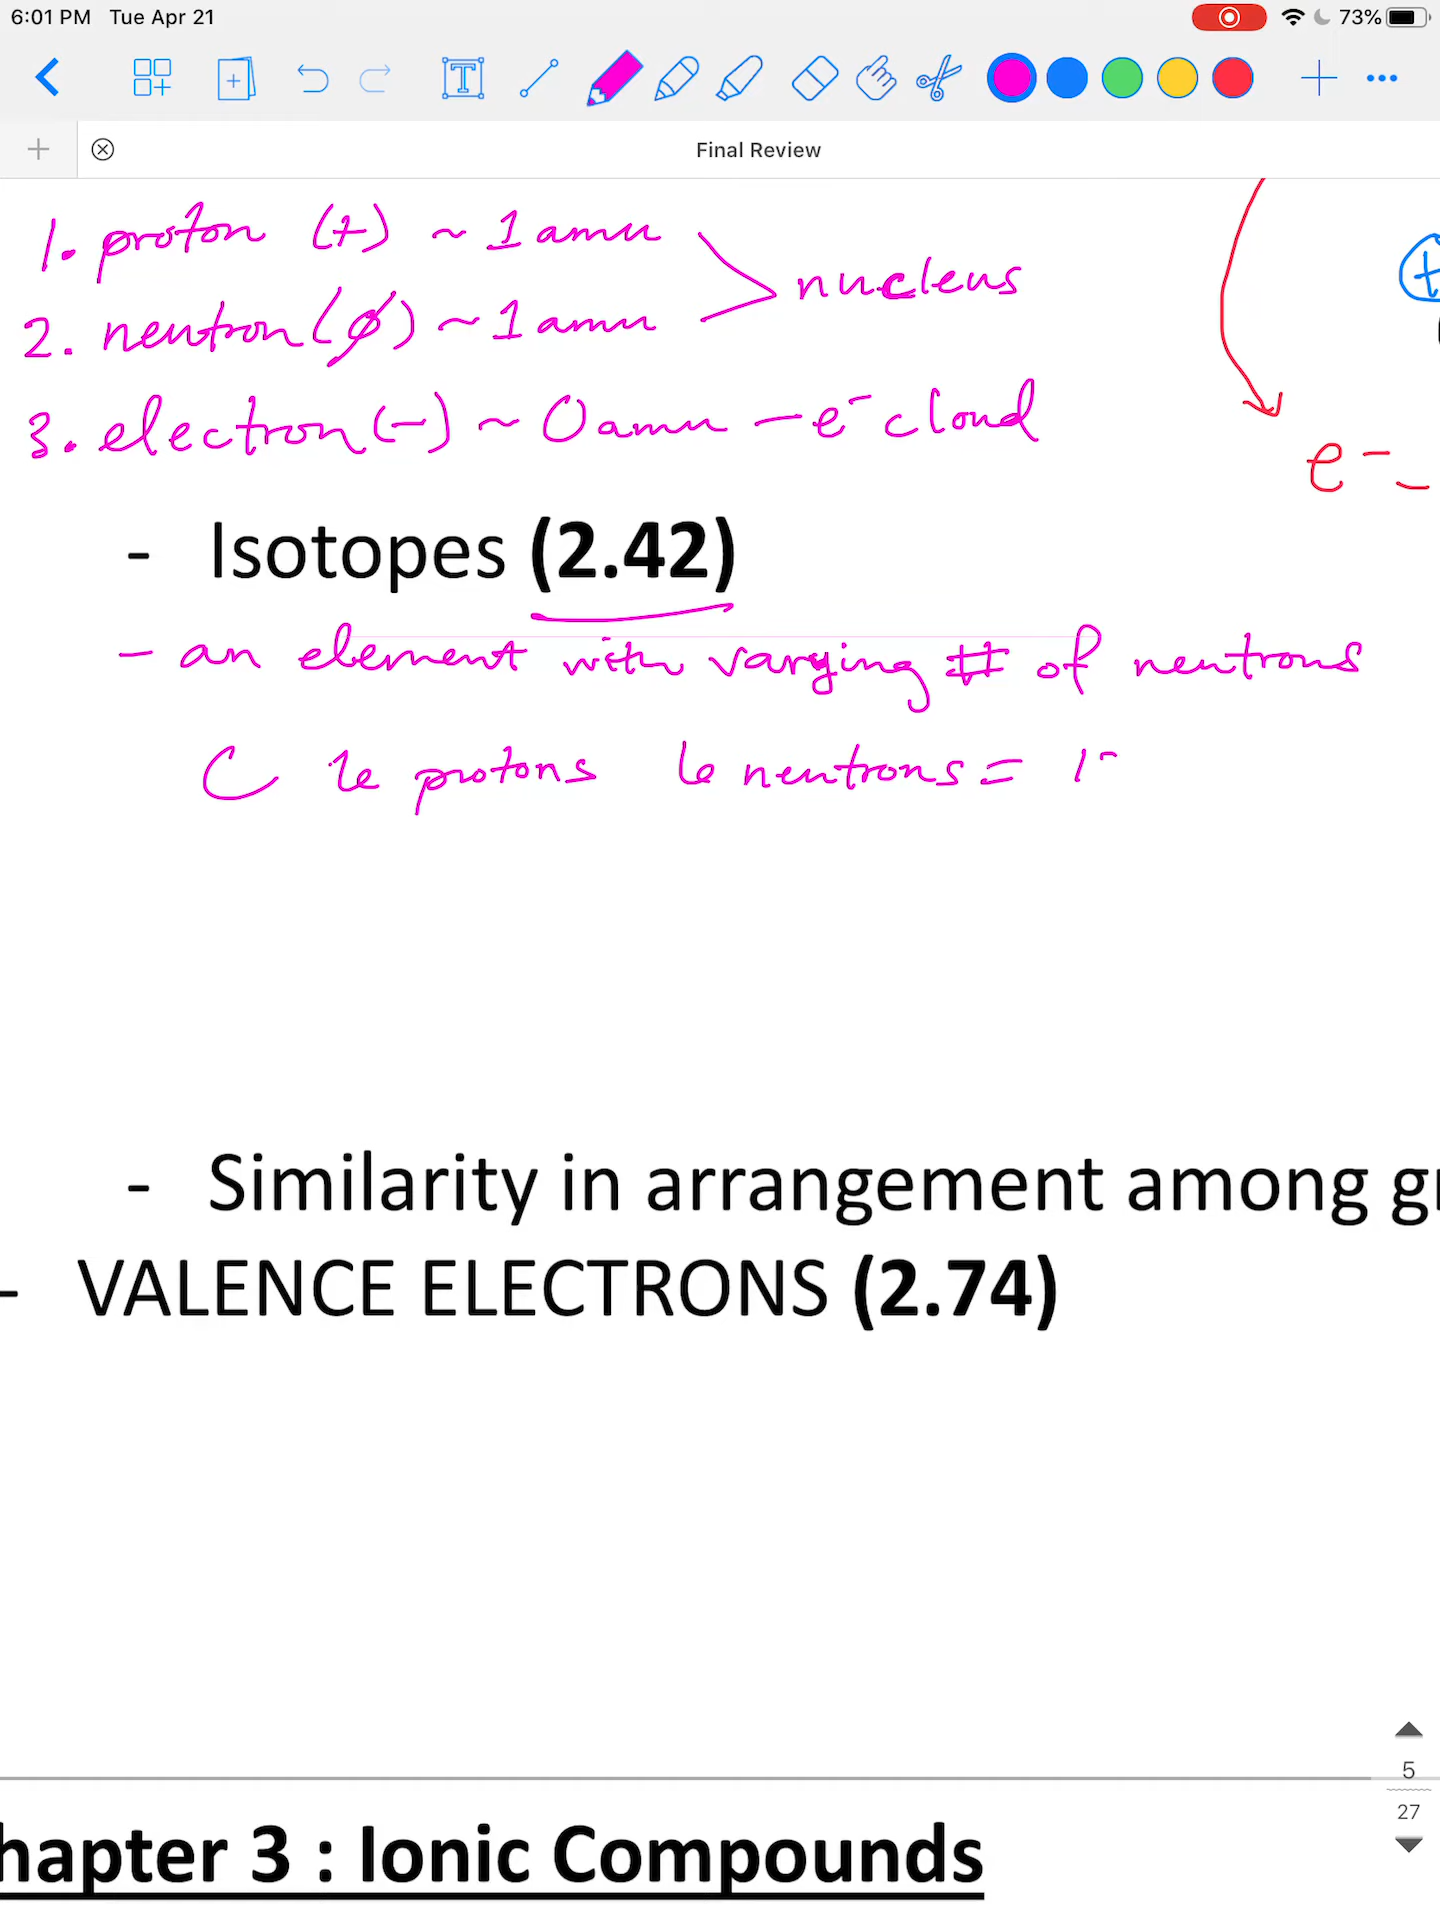 6:01 PM Tue Apr 21
73%
Final Review
1. proton (+) ~ 1 amu
2. neutron (∅) ~ 1 amu
> nucleus
3. electron (-) ~ 0 amu - e⁻ cloud
+
e⁻ -
- Isotopes (2.42)
- an element with varying # of neutrons
C 6 protons 6 neutrons = 1
- Similarity in arrangement among gr
- VALENCE ELECTRONS (2.74)
5
27
hapter 3 : Ionic Compounds